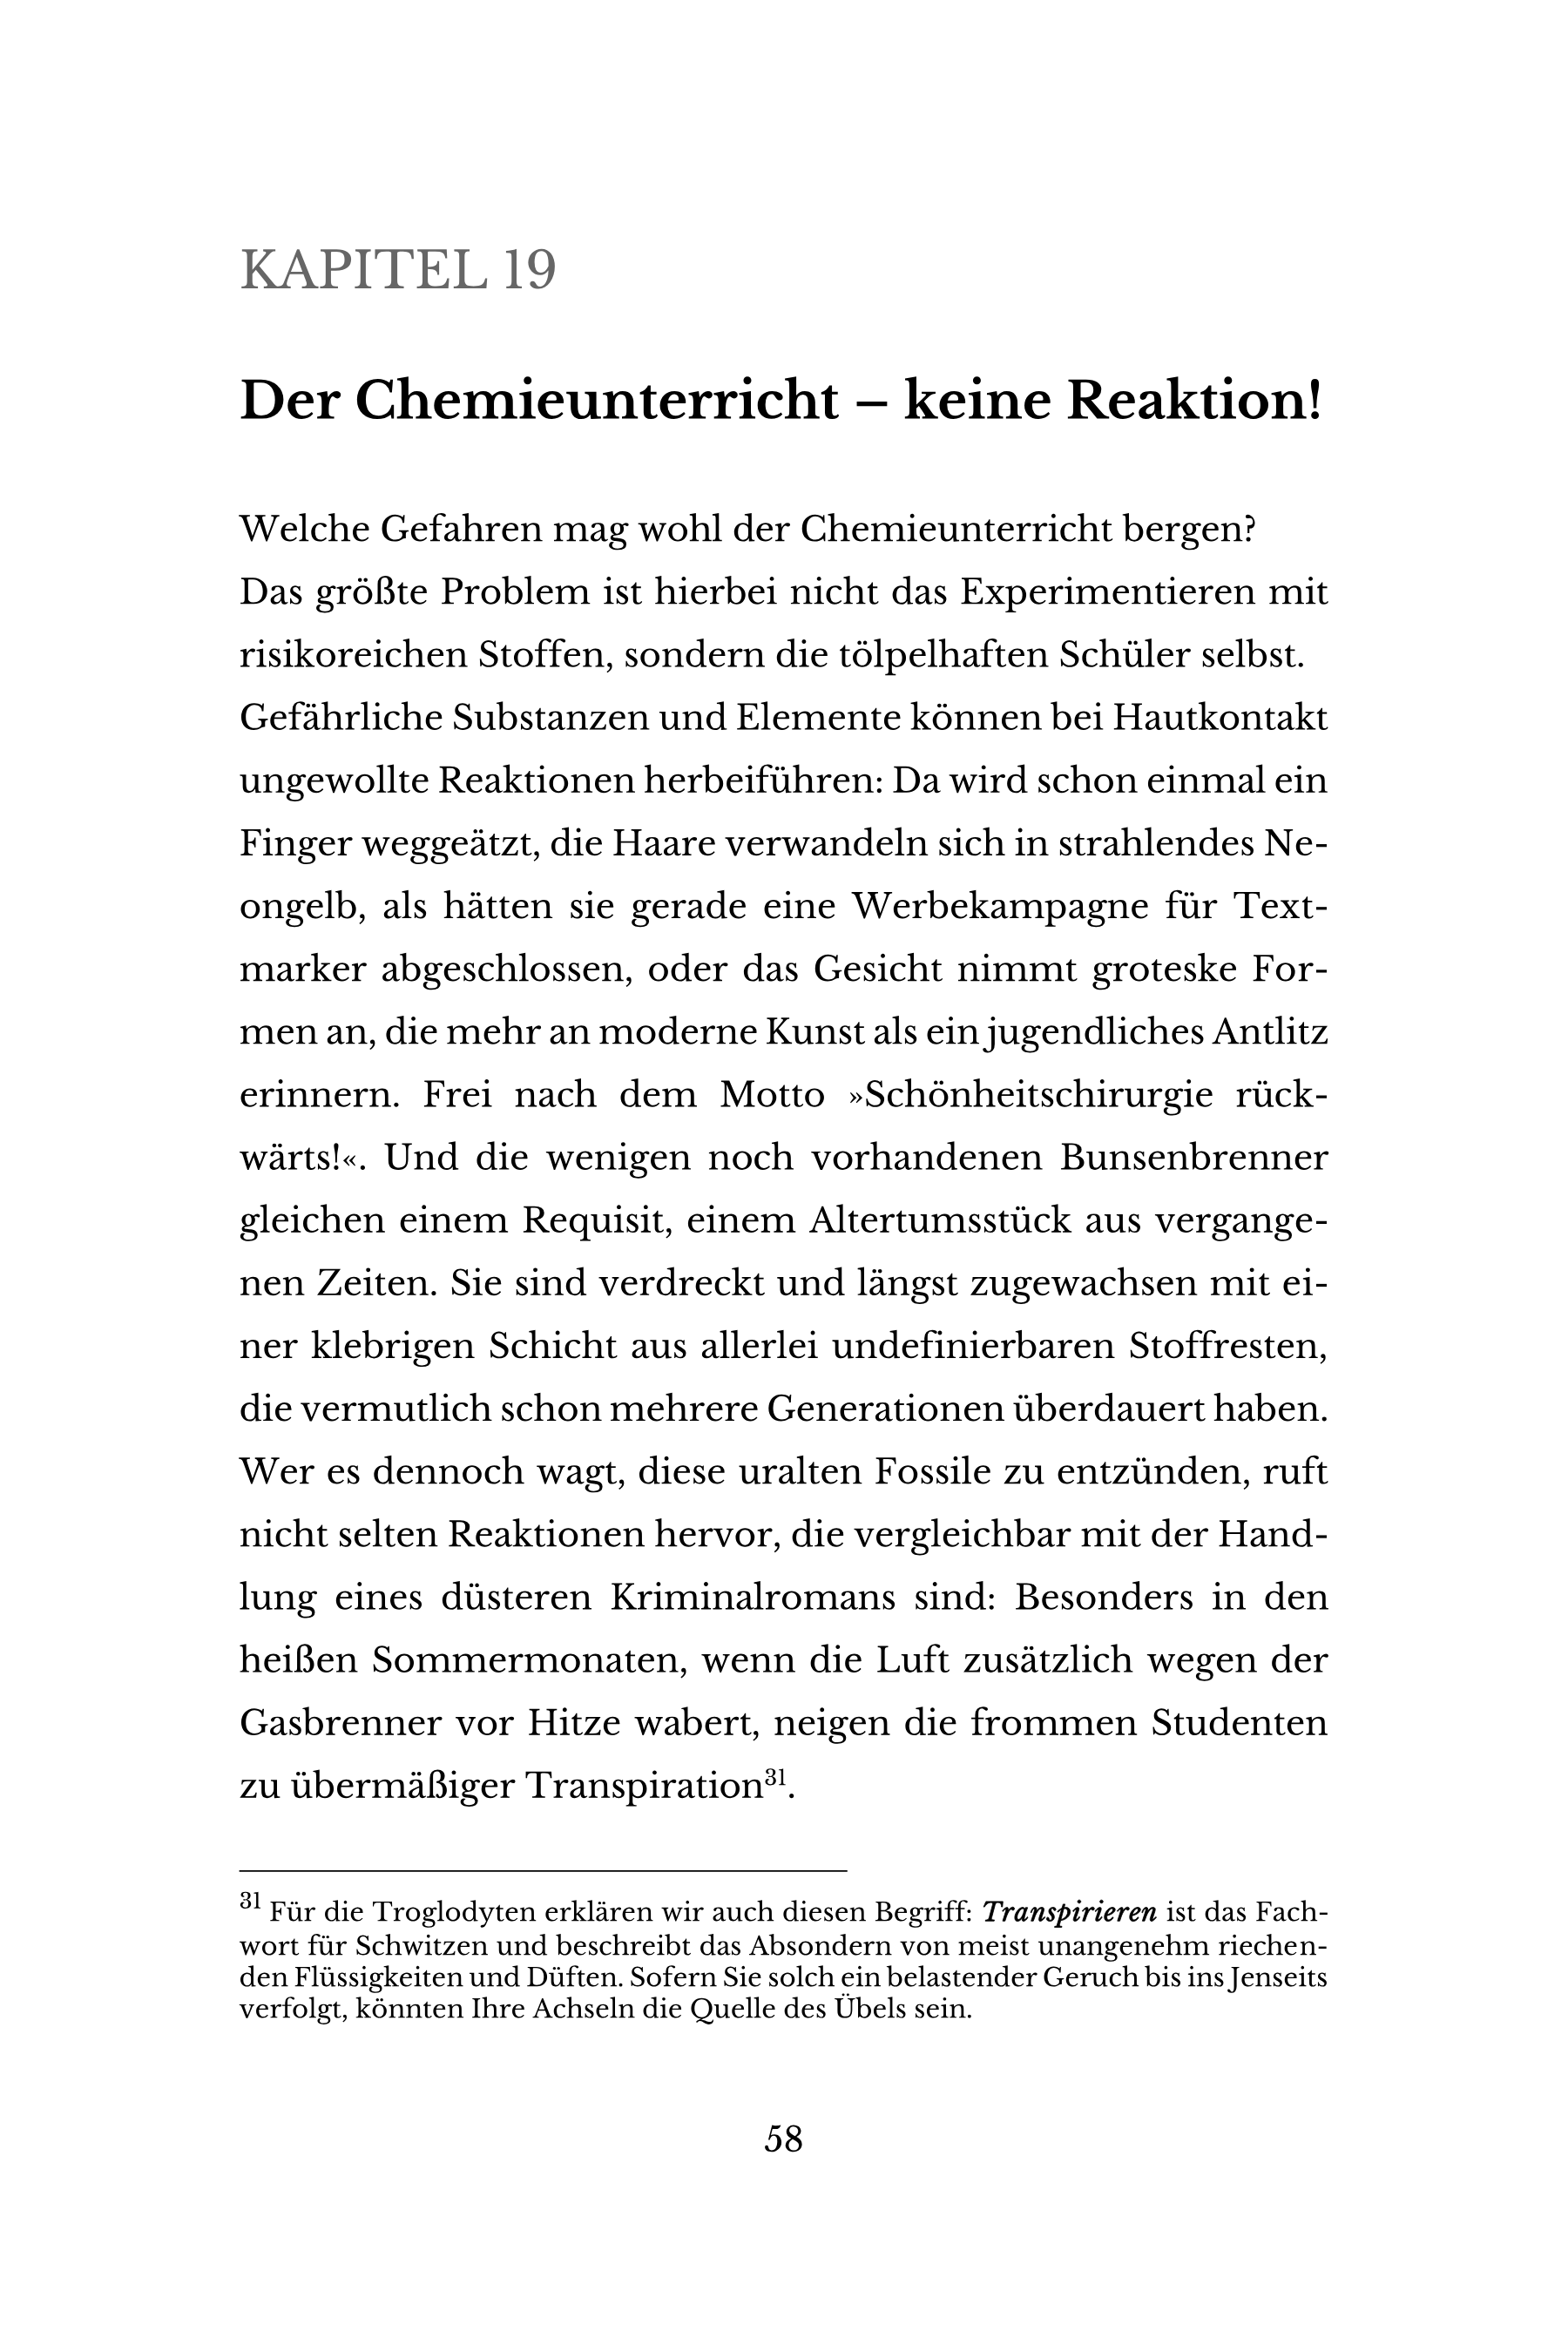 KAPITEL 19
Der Chemieunterricht – keine Reaktion!
Welche Gefahren mag wohl der Chemieunterricht bergen?
Das größte Problem ist hierbei nicht das Experimentieren mit
risikoreichen Stoffen, sondern die tölpelhaften Schüler selbst.
Gefährliche Substanzen und Elemente können bei Hautkontakt
ungewollte Reaktionen herbeiführen: Da wird schon einmal ein
Finger weggeätzt, die Haare verwandeln sich in strahlendes Ne-
ongelb, als hätten sie gerade eine Werbekampagne für Text-
marker abgeschlossen, oder das Gesicht nimmt groteske For-
men an, die mehr an moderne Kunst als ein jugendliches Antlitz
erinnern. Frei nach dem Motto »Schönheitschirurgie rück-
wärts!«. Und die wenigen noch vorhandenen Bunsenbrenner
gleichen einem Requisit, einem Altertumsstück aus vergange-
nen Zeiten. Sie sind verdreckt und längst zugewachsen mit ei-
ner klebrigen Schicht aus allerlei undefinierbaren Stoffresten,
die vermutlich schon mehrere Generationen überdauert haben.
Wer es dennoch wagt, diese uralten Fossile zu entzünden, ruft
nicht selten Reaktionen hervor, die vergleichbar mit der Hand-
lung eines düsteren Kriminalromans sind: Besonders in den
heißen Sommermonaten, wenn die Luft zusätzlich wegen der
Gasbrenner vor Hitze wabert, neigen die frommen Studenten
zu übermäßiger Transpiration³¹.
³¹ Für die Troglodyten erklären wir auch diesen Begriff: Transpirieren ist das Fach-
wort für Schwitzen und beschreibt das Absondern von meist unangenehm riechen-
den Flüssigkeiten und Düften. Sofern Sie solch ein belastender Geruch bis ins Jenseits
verfolgt, könnten Ihre Achseln die Quelle des Übels sein.
58